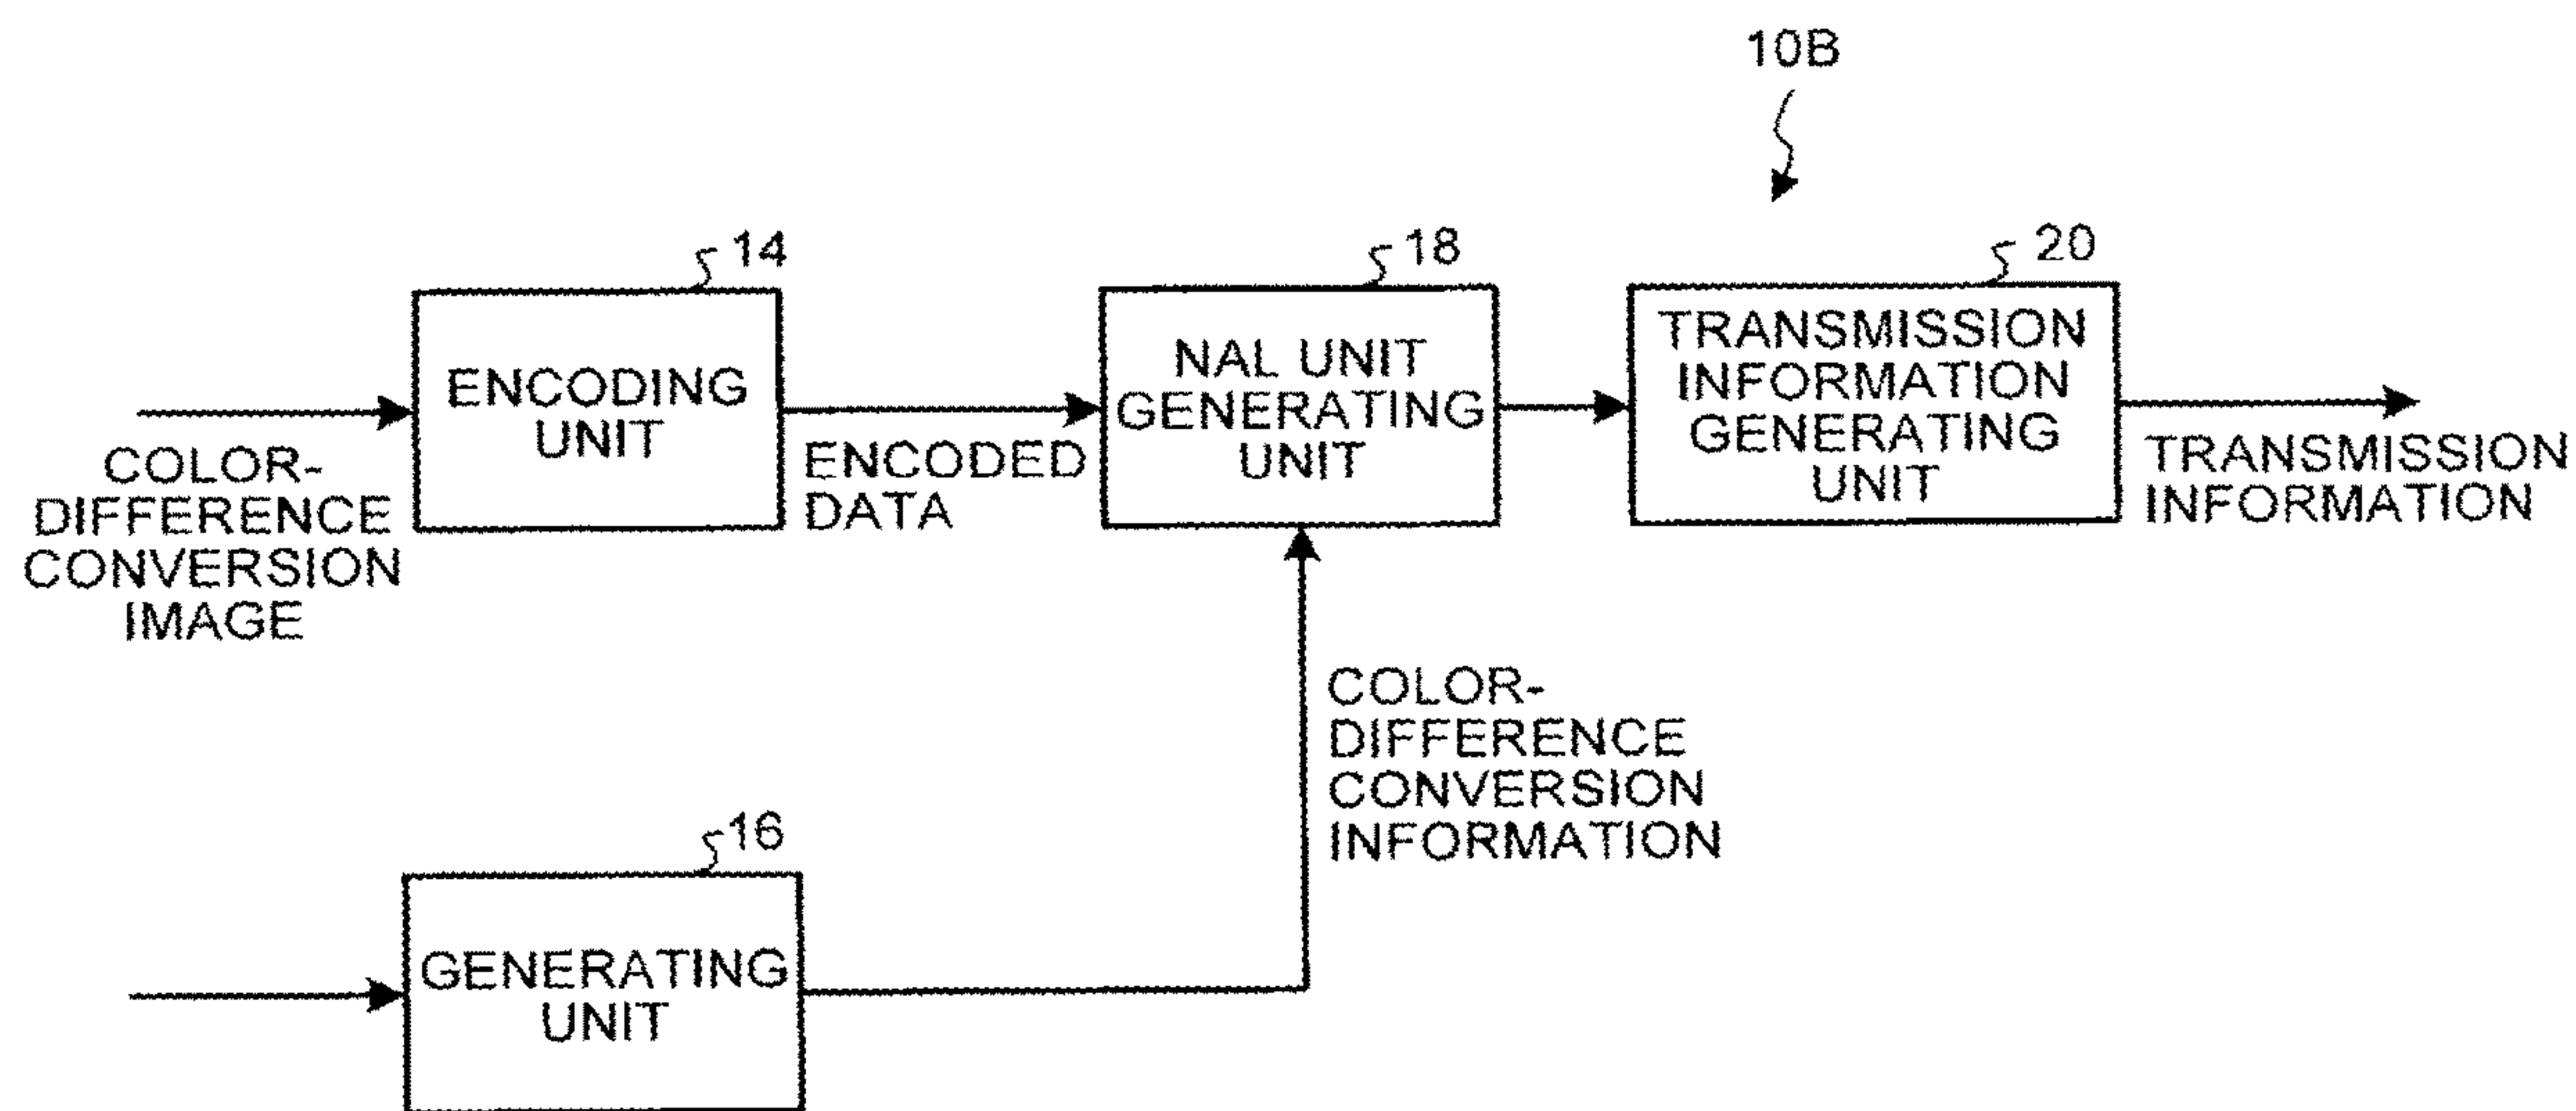 10B
14
18
20
ENCODING
UNIT
NAL UNIT
GENERATING
UNIT
TRANSMISSION
INFORMATION
GENERATING
UNIT
COLOR-
DIFFERENCE
CONVERSION
IMAGE
ENCODED
DATA
TRANSMISSION
INFORMATION
COLOR-
DIFFERENCE
CONVERSION
INFORMATION
16
GENERATING
UNIT